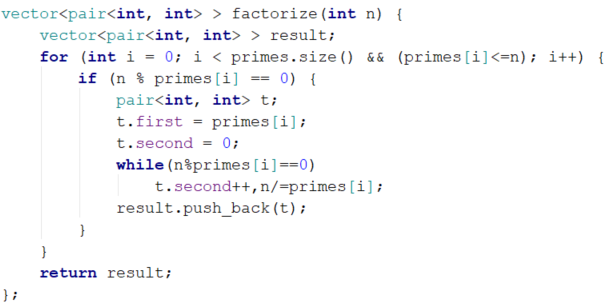 vector<pair<int, int> > factorize(int n) {
    vector<pair<int, int> > result;
    for (int i = 0; i < primes.size() && (primes[i]<=n); i++) {
        if (n % primes[i] == 0) {
            pair<int, int> t;
            t.first = primes[i];
            t.second = 0;
            while(n%primes[i]==0)
                t.second++,n/=primes[i];
            result.push_back(t);
        }
    }
    return result;
};